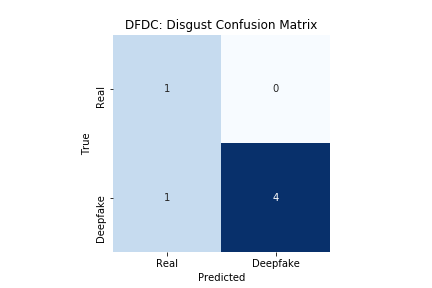 DFDC: Disgust Confusion Matrix
True
Real
1
0
Deepfake
1
4
Real
Deepfake
Predicted